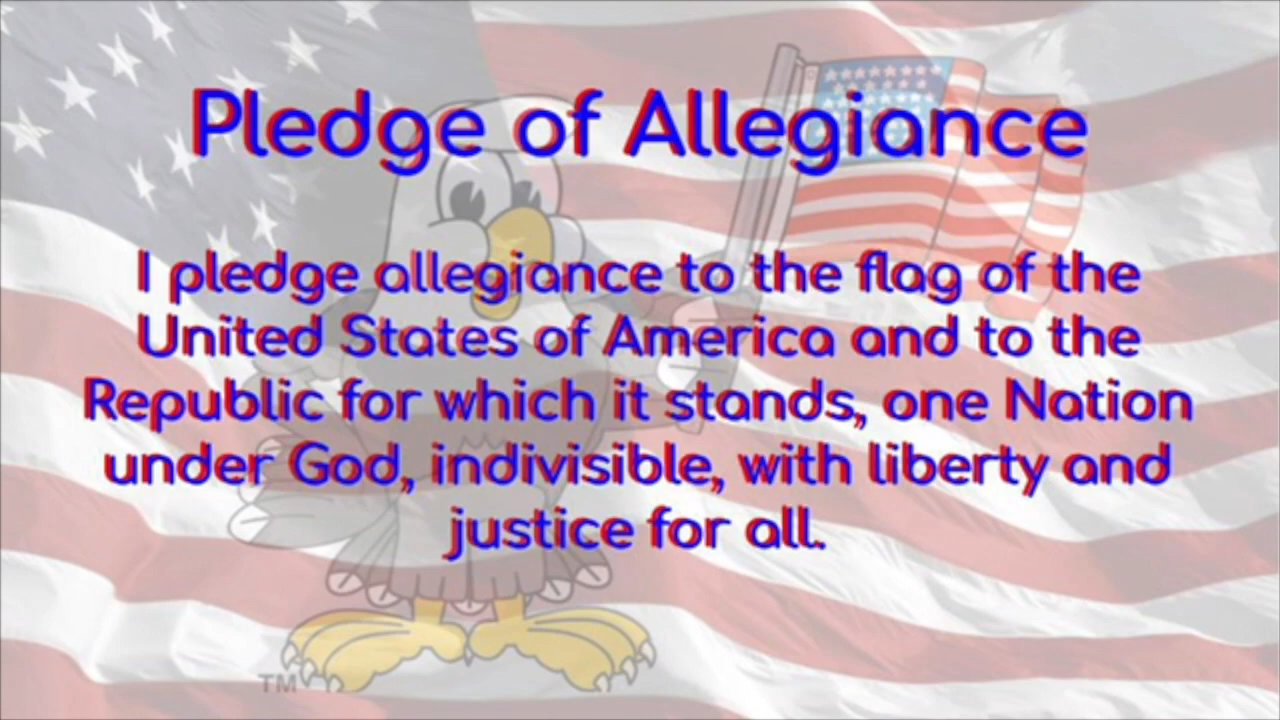 Pledge of Allegiance
I pledge allegiance to the flag of the
United States of America and to the
Republic for which it stands, one Nation
under God, indivisible, with liberty and
justice for all.
TM